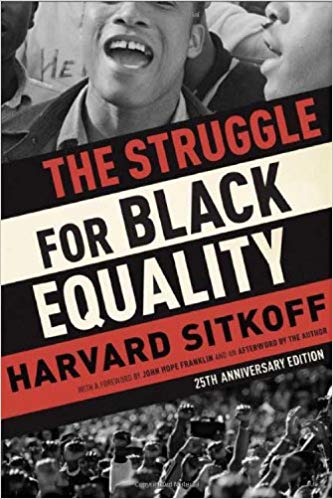 HE
THE STRUGGLE
FOR BLACK
EQUALITY
HARVARD SITKOFF
WITH A FOREWORD BY JOHN HOPE FRANKLIN AND AN AFTERWORD BY THE AUTHOR
25TH ANNIVERSARY EDITION